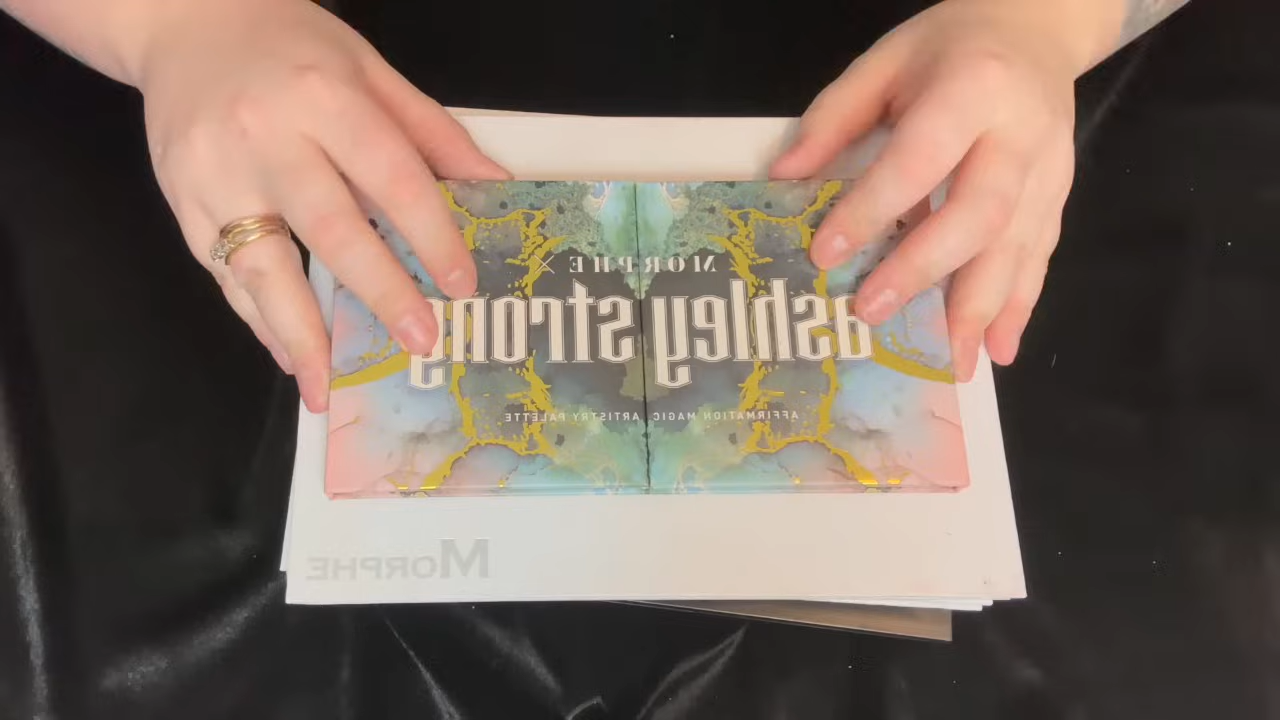 MORPHE X
ashley strong
AFFIRMATION MAGIC ARTISTRY PALETTE
MORPHE